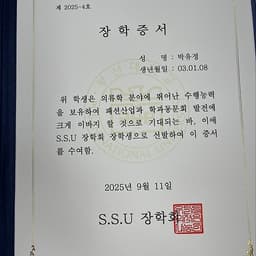 제 2025-4호
장 학 증 서
성 명 : 박유정
생년월일 : 03.01.08
위 학생은 의류학 분야에 뛰어난 수행능력
을 보유하여 패션산업과 학과동문회 발전에
크게 이바지 할 것으로 기대되는 바, 이에
S.S.U 장학회 장학생으로 선발하여 이 증서
를 수여함.
2025년 9월 11일
S.S.U 장학회